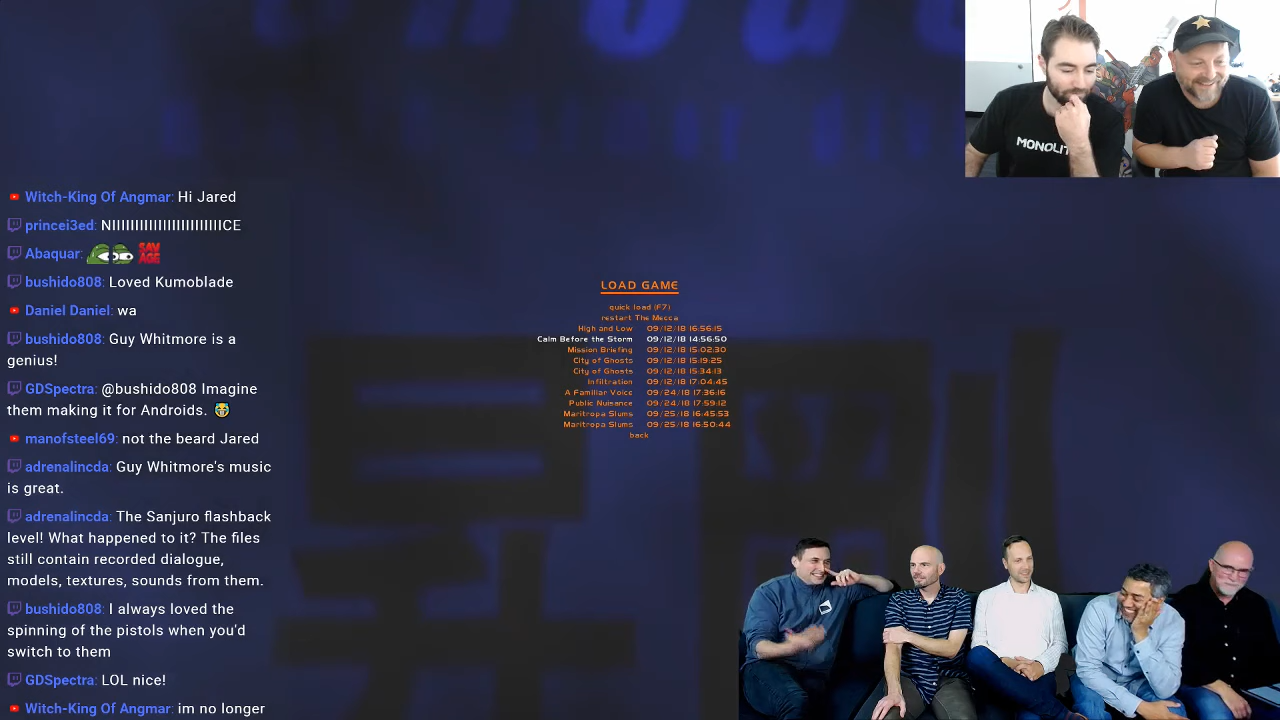 Witch-King Of Angmar: Hi Jared
princei3ed: NIIIIIIIIIIIIIIIIIIIIIIICE
Abaquar: SAV
AGE
bushido808: Loved Kumoblade
Daniel Daniel: wa
bushido808: Guy Whitmore is a
genius!
GDSpectra: @bushido808 Imagine
them making it for Androids. 😭
manofsteel69: not the beard Jared
adrenalincda: Guy Whitmore's music
is great.
adrenalincda: The Sanjuro flashback
level! What happened to it? The files
still contain recorded dialogue,
models, textures, sounds from them.
bushido808: I always loved the
spinning of the pistols when you'd
switch to them
GDSpectra: LOL nice!
Witch-King Of Angmar: im no longer
LOAD GAME
quick load (F7)
restart The Mecca
High and Low 09/12/18 16:56:15
Calm Before the Storm 09/12/18 14:56:50
Mission Briefing 09/12/18 15:02:30
City of Ghosts 09/12/18 15:19:25
City of Ghosts 09/12/18 15:34:13
Infiltration 09/12/18 17:04:45
A Familiar Voice 09/24/18 17:36:16
Public Nuisance 09/24/18 17:59:12
Maritropa Slums 09/25/18 16:45:53
Maritropa Slums 09/25/18 16:50:44
back
MONOLIT